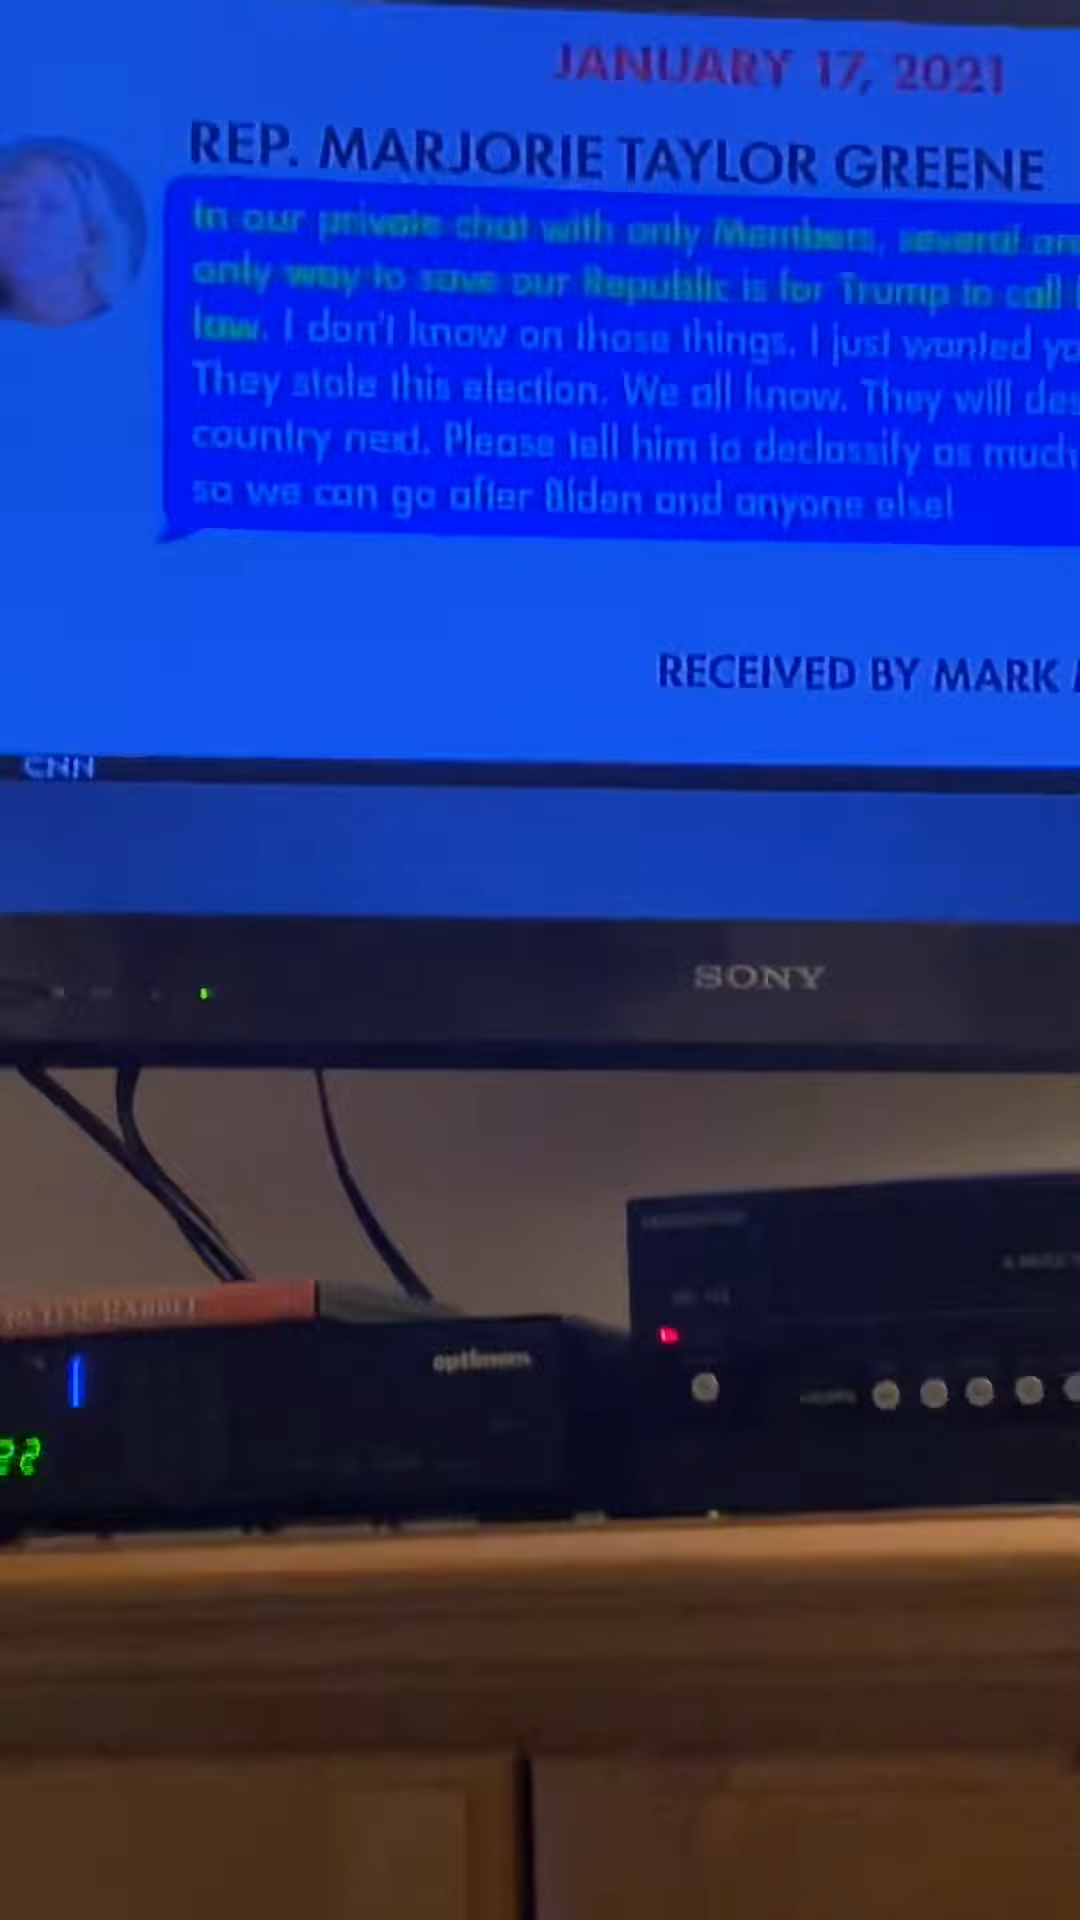 JANUARY 17, 2021
REP. MARJORIE TAYLOR GREENE
In our private chat with only Members, several
only way to save our Republic is for Trump to call
law. I don't know on those things. I just wanted
They stole this election. We all know. They will
country next. Please tell him to declassify as much
so we can go after Biden and anyone else!
RECEIVED BY MARK
CNN
SONY
PETER RABBIT
optimum